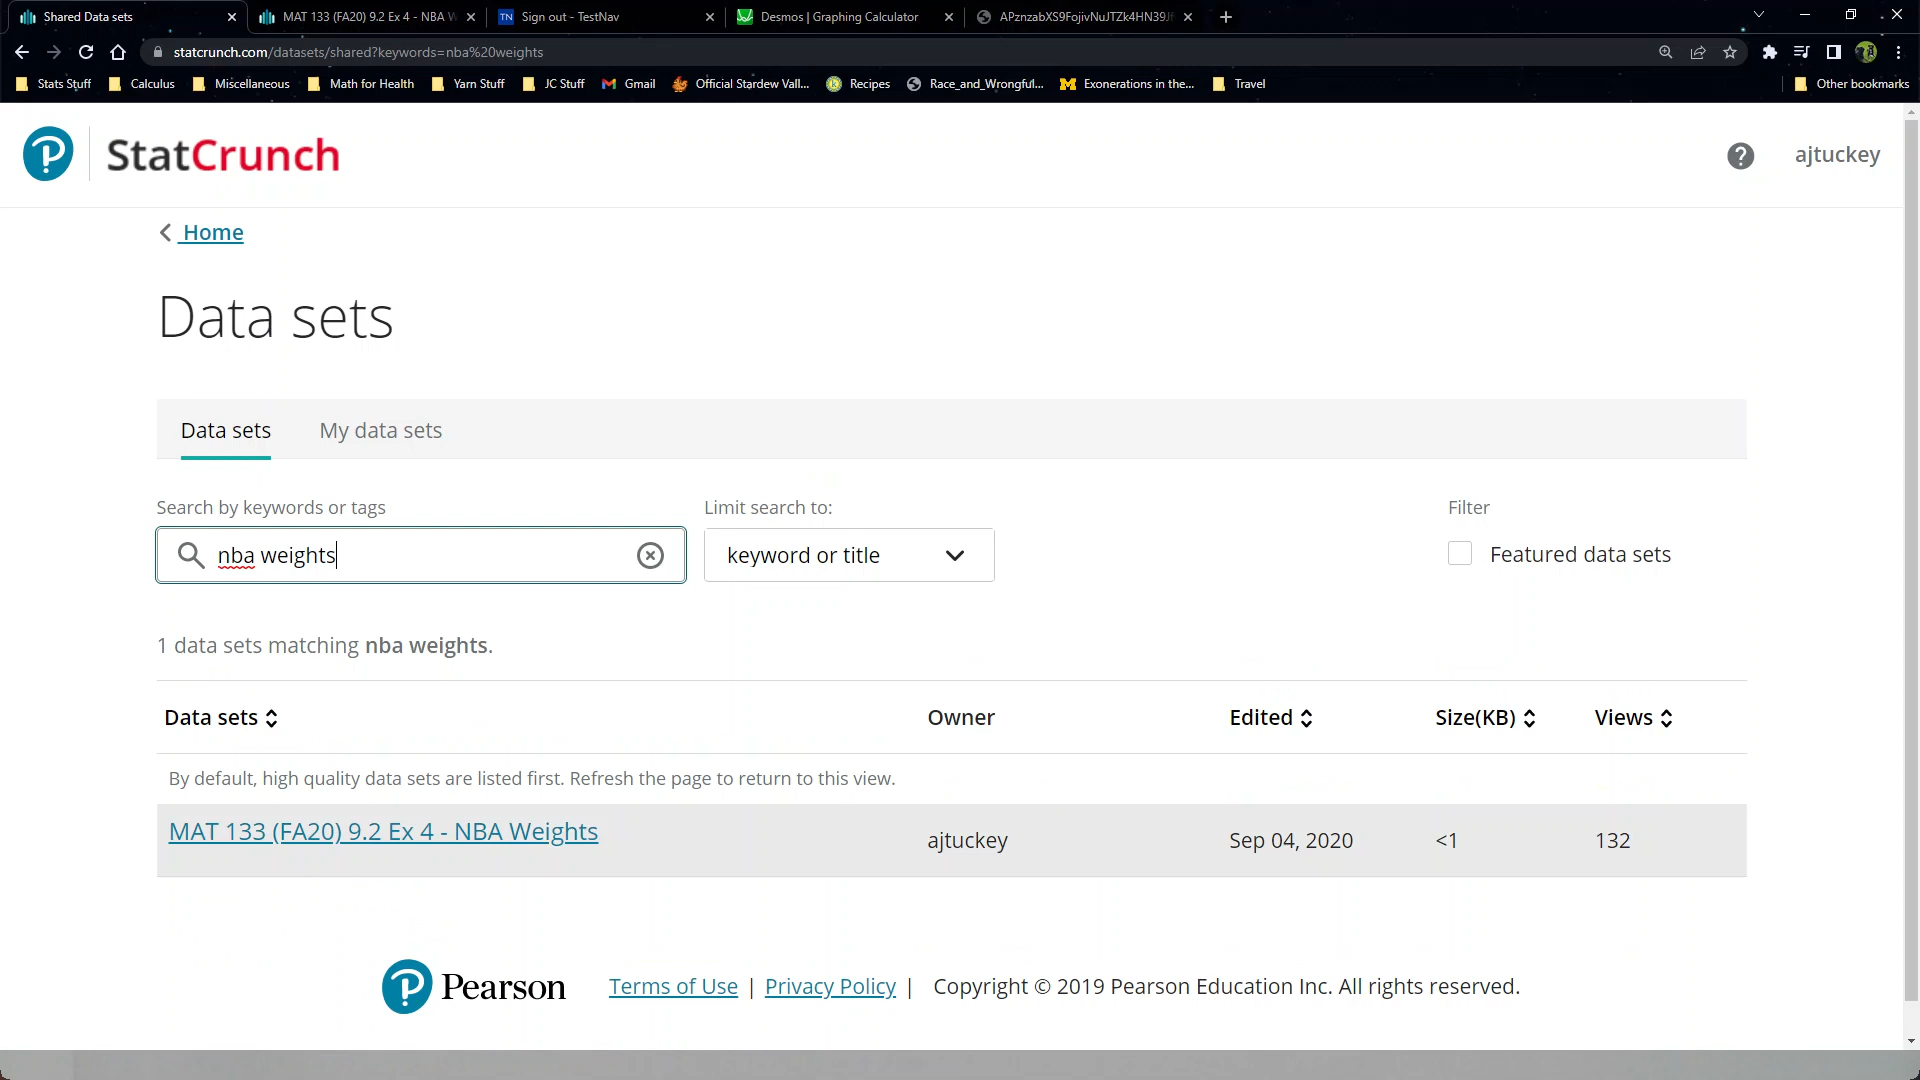 Shared Data sets
MAT 133 (FA20) 9.2 Ex 4 - NBA W
TN
Sign out - TestNav
Desmos | Graphing Calculator
APznzabXS9FojivNuJTZk4HN39J
statcrunch.com/datasets/shared?keywords=nba%20weights
Stats Stuff
Calculus
Miscellaneous
Math for Health
Yarn Stuff
JC Stuff
Gmail
Official Stardew Vall...
Recipes
Race_and_Wrongful...
Exonerations in the...
Travel
Other bookmarks
StatCrunch
ajtuckey
Home
Data sets
Data sets
My data sets
Search by keywords or tags
Limit search to:
Filter
nba weights
keyword or title
Featured data sets
1 data sets matching nba weights.
Data sets
Owner
Edited
Size(KB)
Views
By default, high quality data sets are listed first. Refresh the page to return to this view.
MAT 133 (FA20) 9.2 Ex 4 - NBA Weights
ajtuckey
Sep 04, 2020
<1
132
Pearson
Terms of Use | Privacy Policy | Copyright © 2019 Pearson Education Inc. All rights reserved.